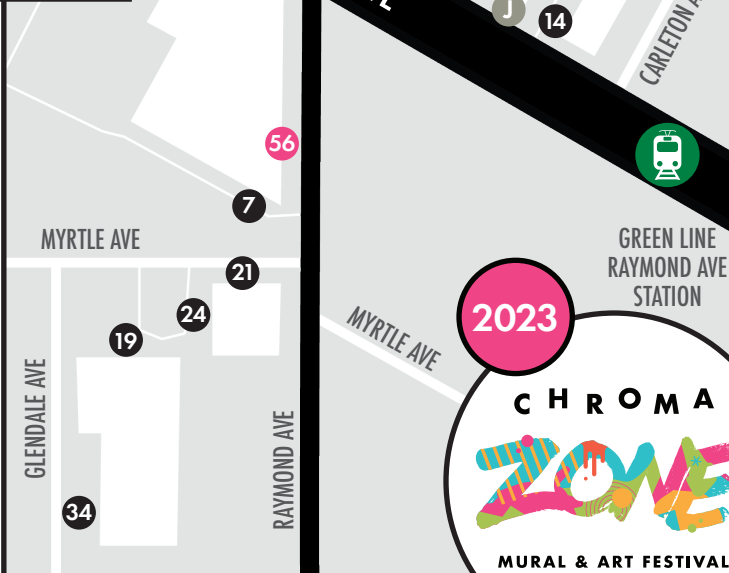 J
14
CARLETON
56
7
MYRTLE AVE
21
24
19
GLENDALE AVE
RAYMOND AVE
34
GREEN LINE
RAYMOND AVE
STATION
MYRTLE AVE
2023
CHROMA
ZONE
MURAL & ART FESTIVAL